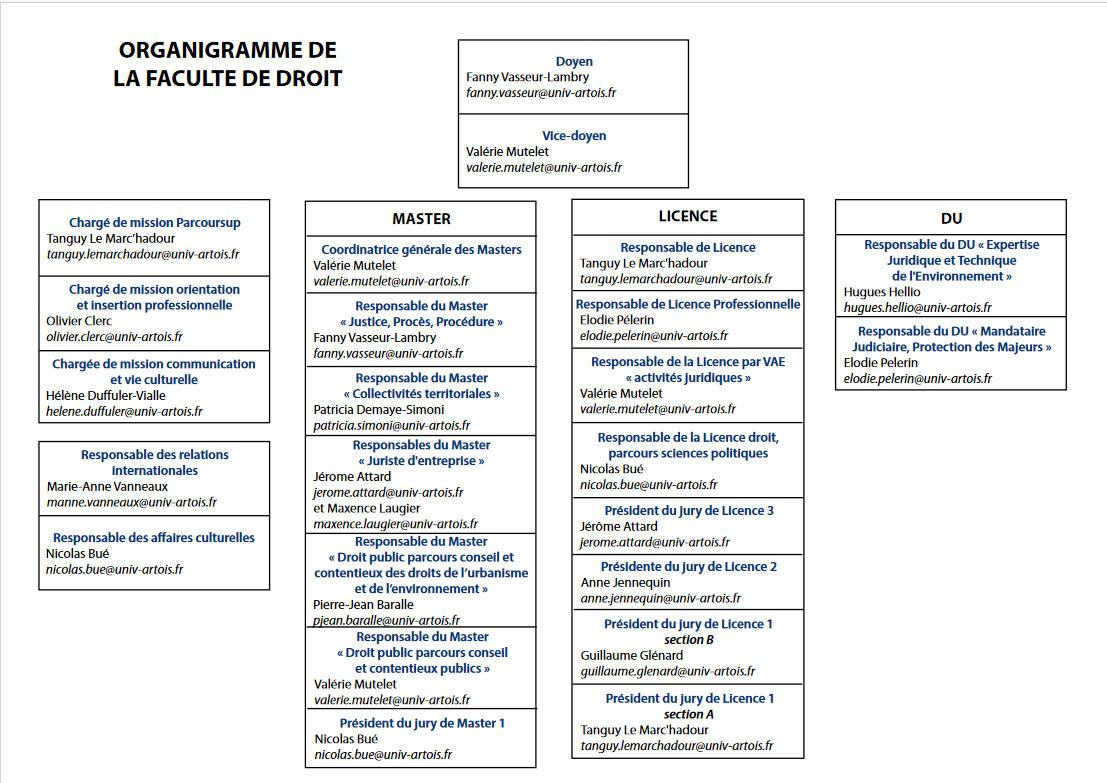 ORGANIGRAMME DE
LA FACULTE DE DROIT
Doyen
Fanny Vasseur-Lambry
fanny.vasseur@univ-artois.fr
Vice-doyen
Valérie Mutelet
valerie.mutelet@univ-artois.fr
Chargé de mission Parcoursup
Tanguy Le Marc'hadour
tanguy.lemarchadour@univ-artois.fr
Chargé de mission orientation
et insertion professionnelle
Olivier Clerc
olivier.clerc@univ-artois.fr
Chargée de mission communication
et vie culturelle
Hélène Duffuler-Vialle
helene.duffuler@univ-artois.fr
Responsable des relations
internationales
Marie-Anne Vanneaux
manne.vanneaux@univ-artois.fr
Responsable des affaires culturelles
Nicolas Bué
nicolas.bue@univ-artois.fr
MASTER
Coordinatrice générale des Masters
Valérie Mutelet
valerie.mutelet@univ-artois.fr
Responsable du Master
« Justice, Procès, Procédure »
Fanny Vasseur-Lambry
fanny.vasseur@univ-artois.fr
Responsable du Master
« Collectivités territoriales »
Patricia Demaye-Simoni
patricia.simoni@univ-artois.fr
Responsables du Master
« Juriste d'entreprise »
Jérome Attard
jerome.attard@univ-artois.fr
et Maxence Laugier
maxence.laugier@univ-artois.fr
Responsable du Master
« Droit public parcours conseil et
contentieux des droits de l’urbanisme
et de l’environnement »
Pierre-Jean Baralle
pjean.baralle@univ-artois.fr
Responsable du Master
« Droit public parcours conseil
et contentieux publics »
Valérie Mutelet
valerie.mutelet@univ-artois.fr
Président du jury de Master 1
Nicolas Bué
nicolas.bue@univ-artois.fr
LICENCE
Responsable de Licence
Tanguy Le Marc'hadour
tanguy.lemarchadour@univ-artois.fr
Responsable de Licence Professionnelle
Elodie Pélerin
elodie.pelerin@univ-artois.fr
Responsable de la Licence par VAE
« activités juridiques »
Valérie Mutelet
valerie.mutelet@univ-artois.fr
Responsable de la Licence droit,
parcours sciences politiques
Nicolas Bué
nicolas.bue@univ-artois.fr
Président du jury de Licence 3
Jérôme Attard
jerome.attard@univ-artois.fr
Présidente du jury de Licence 2
Anne Jennequin
anne.jennequin@univ-artois.fr
Président du jury de Licence 1
section B
Guillaume Glénard
guillaume.glenard@univ-artois.fr
Président du jury de Licence 1
section A
Tanguy Le Marc'hadour
tanguy.lemarchadour@univ-artois.fr
DU
Responsable du DU « Expertise
Juridique et Technique
de l'Environnement »
Hugues Hellio
hugues.hellio@univ-artois.fr
Responsable du DU « Mandataire
Judiciaire, Protection des Majeurs »
Elodie Pelerin
elodie.pelerin@univ-artois.fr